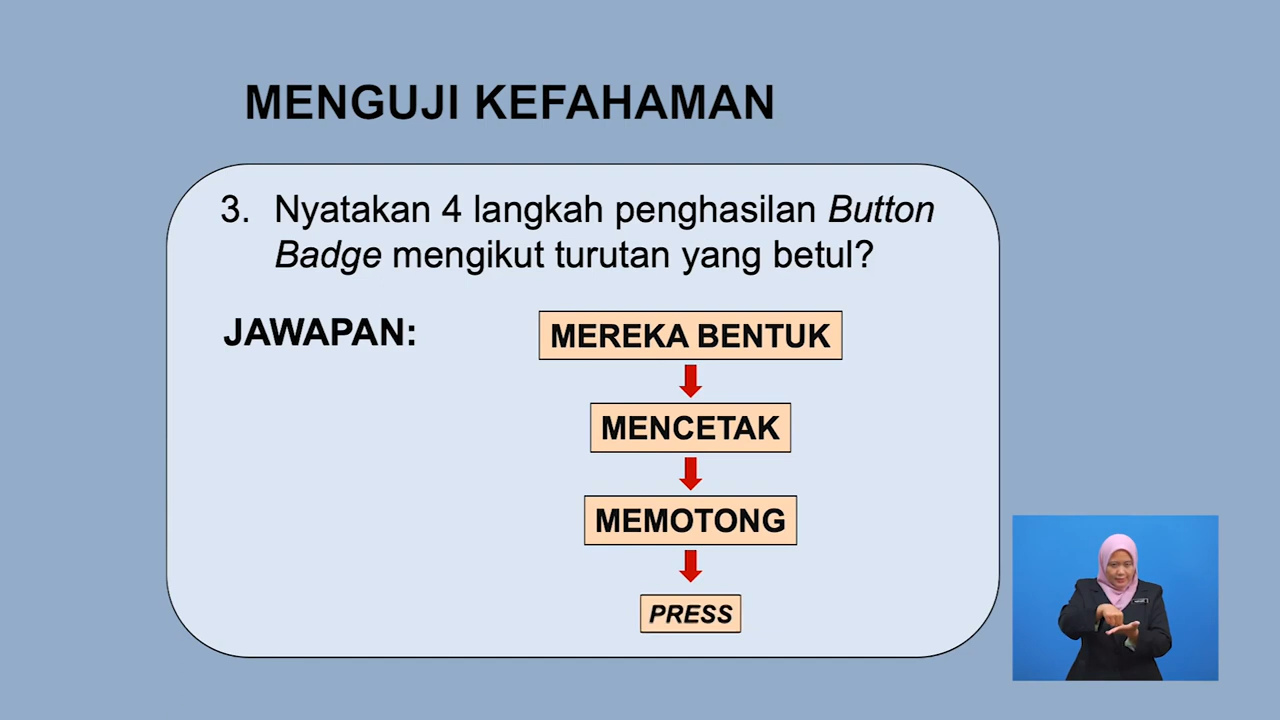 MENGUJI KEFAHAMAN
3. Nyatakan 4 langkah penghasilan Button
Badge mengikut turutan yang betul?
JAWAPAN:
MEREKA BENTUK
MENCETAK
MEMOTONG
PRESS